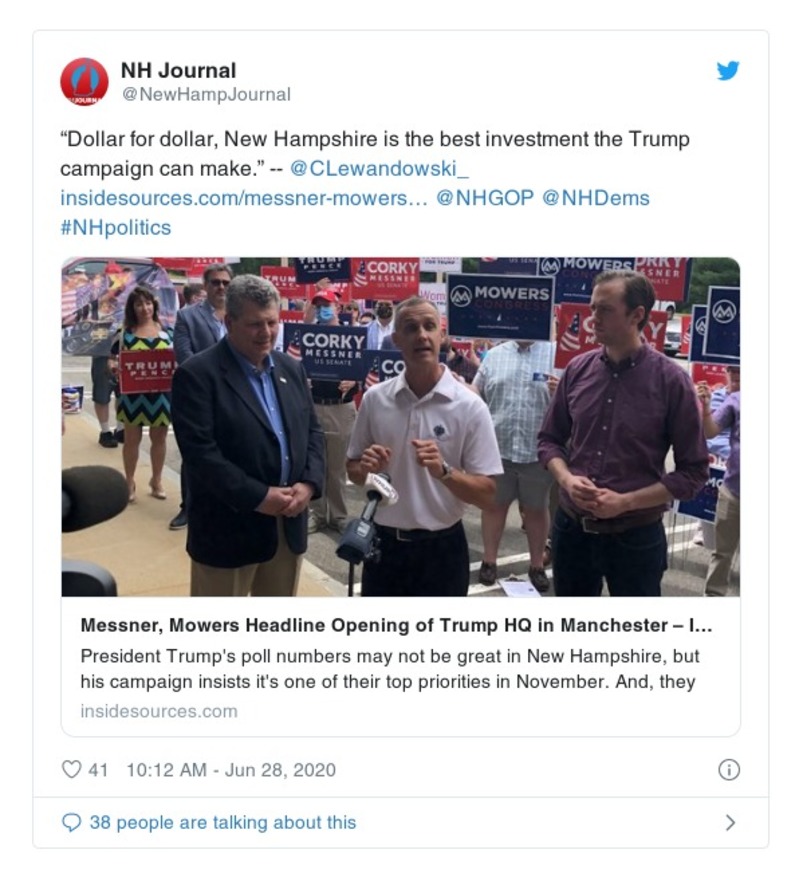 NH Journal
@NewHampJournal
“Dollar for dollar, New Hampshire is the best investment the Trump
campaign can make.” -- @CLewandowski_
insidesources.com/messner-mowers… @NHGOP @NHDems
#NHpolitics
TRUMP
PENCE
CORKY
MESSNER
US SENATE
MOWERS
CONGRESS
TRUMP
PENCE
CORKY
MESSNER
US SENATE
MOWERS
CONGRESS
Messner, Mowers Headline Opening of Trump HQ in Manchester – I...
President Trump's poll numbers may not be great in New Hampshire, but
his campaign insists it's one of their top priorities in November. And, they
insidesources.com
41 10:12 AM - Jun 28, 2020
38 people are talking about this